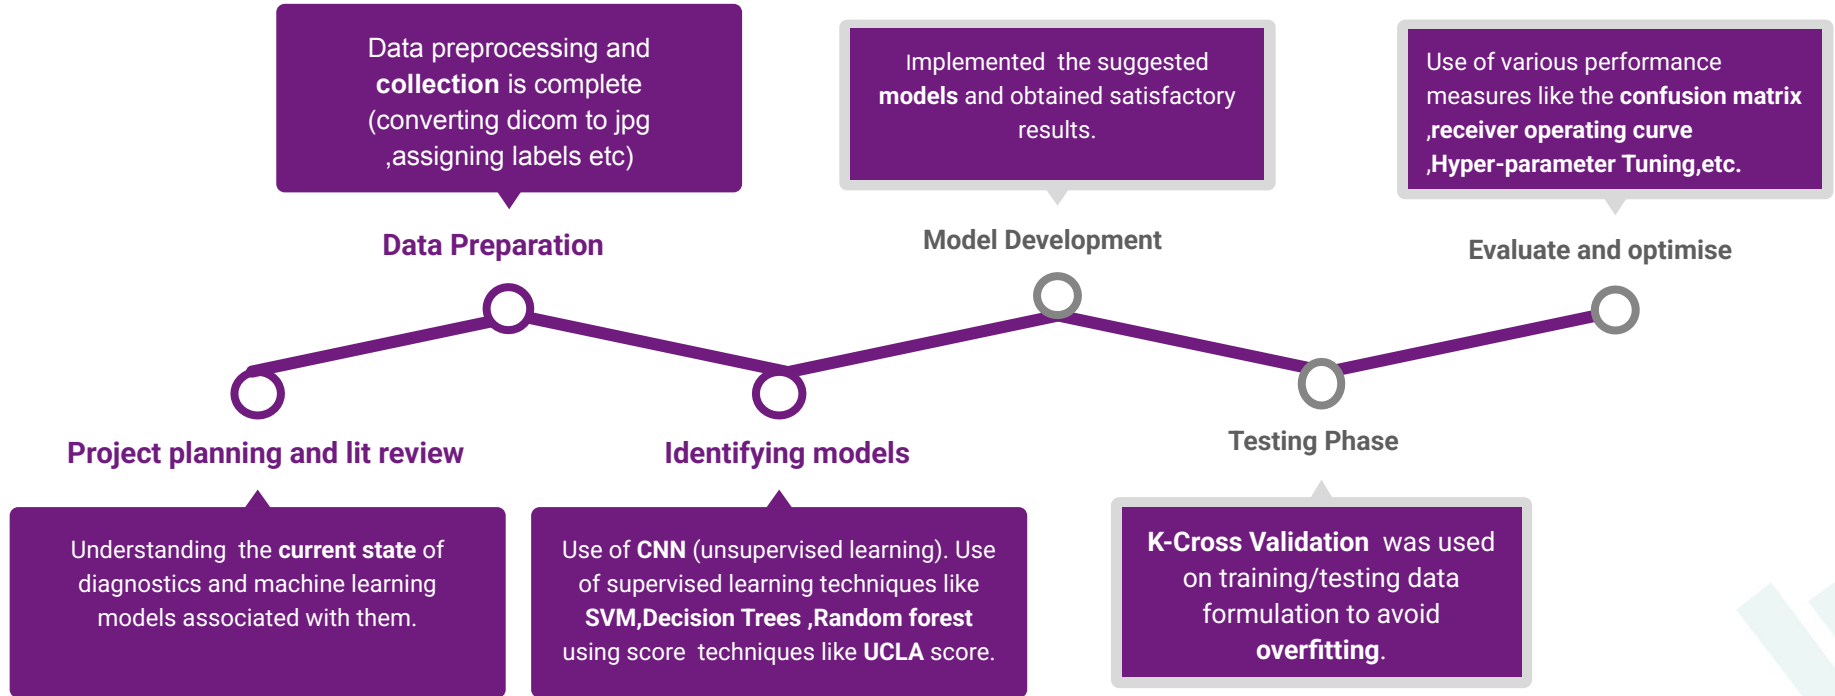 Data preprocessing and
collection is complete
(converting dicom to jpg
,assigning labels etc)
Data Preparation
Implemented the suggested
models and obtained satisfactory
results.
Model Development
Use of various performance
measures like the confusion matrix
,receiver operating curve
,Hyper-parameter Tuning,etc.
Evaluate and optimise
Project planning and lit review
Understanding the current state of
diagnostics and machine learning
models associated with them.
Identifying models
Use of CNN (unsupervised learning). Use
of supervised learning techniques like
SVM,Decision Trees ,Random forest
using score techniques like UCLA score.
Testing Phase
K-Cross Validation was used
on training/testing data
formulation to avoid
overfitting.